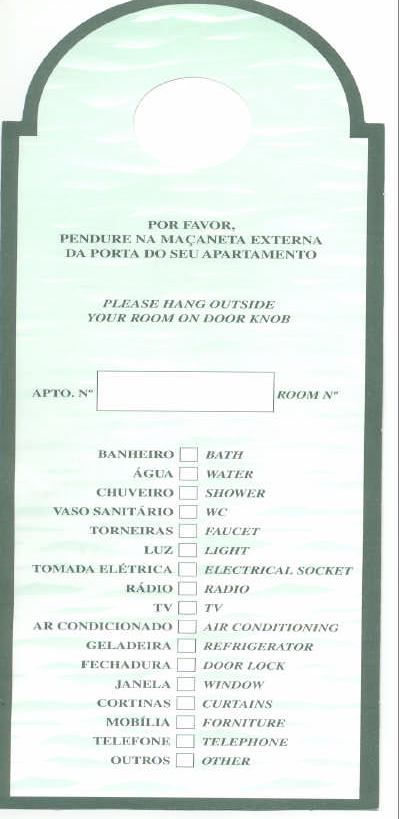 POR FAVOR,
PENDURE NA MAÇANETA EXTERNA
DA PORTA DO SEU APARTAMENTO
PLEASE HANG OUTSIDE
YOUR ROOM ON DOOR KNOB
APTO. Nº ROOM Nº
BANHEIRO BATH
ÁGUA WATER
CHUVEIRO SHOWER
VASO SANITÁRIO WC
TORNEIRAS FAUCET
LUZ LIGHT
TOMADA ELÉTRICA ELECTRICAL SOCKET
RÁDIO RADIO
TV TV
AR CONDICIONADO AIR CONDITIONING
GELADEIRA REFRIGERATOR
FECHADURA DOOR LOCK
JANELA WINDOW
CORTINAS CURTAINS
MOBÍLIA FORNITURE
TELEFONE TELEPHONE
OUTROS OTHER